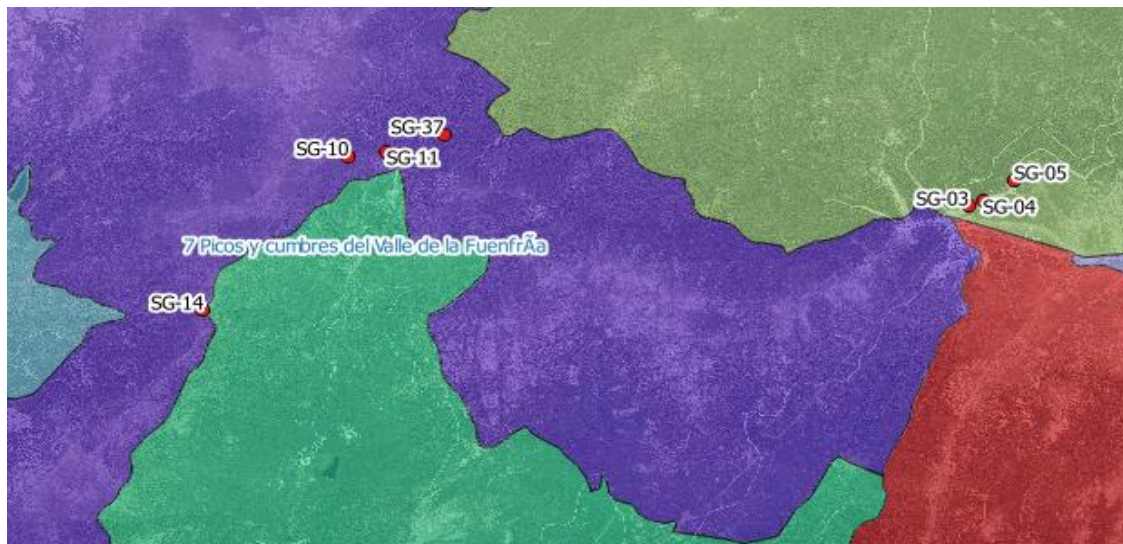 SG-37
SG-10
SG-11
SG-05
SG-03
SG-04
7 Picos y cumbres del Valle de la FuenfrÃa
SG-14